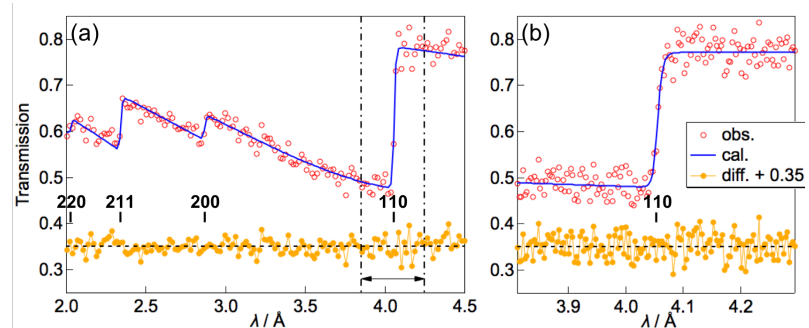 (a)
Transmission
0.8
0.7
0.6
0.5
0.4
0.3
220 211 200 110
2.0 2.5 3.0 3.5 4.0 4.5
λ / Å
(b)
obs.
cal.
diff. + 0.35
110
3.9 4.0 4.1 4.2
λ / Å